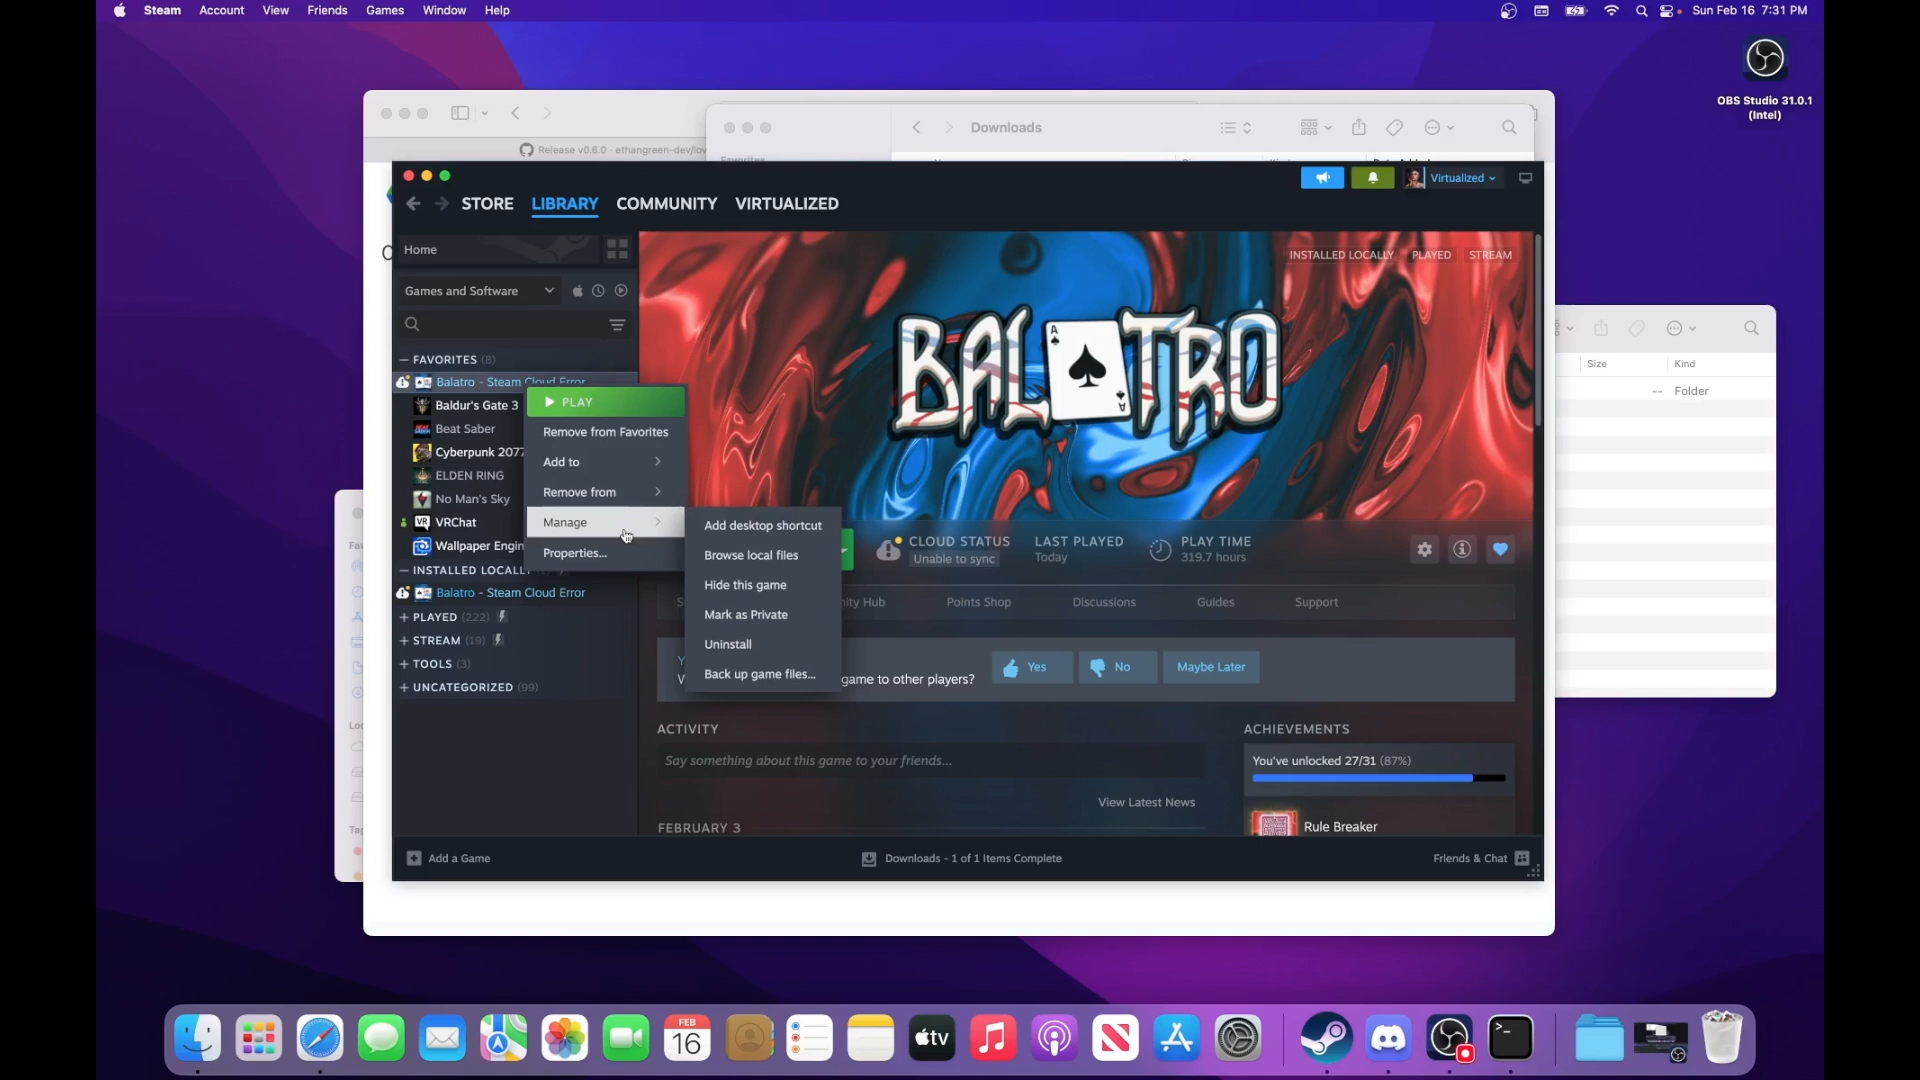 Steam Account View Friends Games Window Help
Sun Feb 16 7:31 PM
OBS Studio 31.0.1
(Intel)
Downloads
Release v0.6.0 - ethangreen-dev/lov
Virtualized
STORE LIBRARY COMMUNITY VIRTUALIZED
Home
INSTALLED LOCALLY PLAYED STREAM
Games and Software
BALATRO
Size Kind
-- Folder
— FAVORITES (8)
Balatro - Steam Cloud Error
Baldur's Gate 3
Beat Saber
Cyberpunk 2077
ELDEN RING
No Man's Sky
VRChat
Wallpaper Engin
— INSTALLED LOCALLY
Balatro - Steam Cloud Error
+ PLAYED (222)
+ STREAM (19)
+ TOOLS (3)
+ UNCATEGORIZED (99)
PLAY
Remove from Favorites
Add to
Remove from
Manage
Properties...
Add desktop shortcut
Browse local files
Hide this game
Mark as Private
Uninstall
Back up game files...
CLOUD STATUS
Unable to sync
LAST PLAYED
Today
PLAY TIME
319.7 hours
Hub Points Shop Discussions Guides Support
game to other players?
Yes No Maybe Later
ACTIVITY
Say something about this game to your friends...
View Latest News
FEBRUARY 3
ACHIEVEMENTS
You've unlocked 27/31 (87%)
Rule Breaker
Add a Game
Downloads - 1 of 1 Items Complete
Friends & Chat
FEB
16
tv